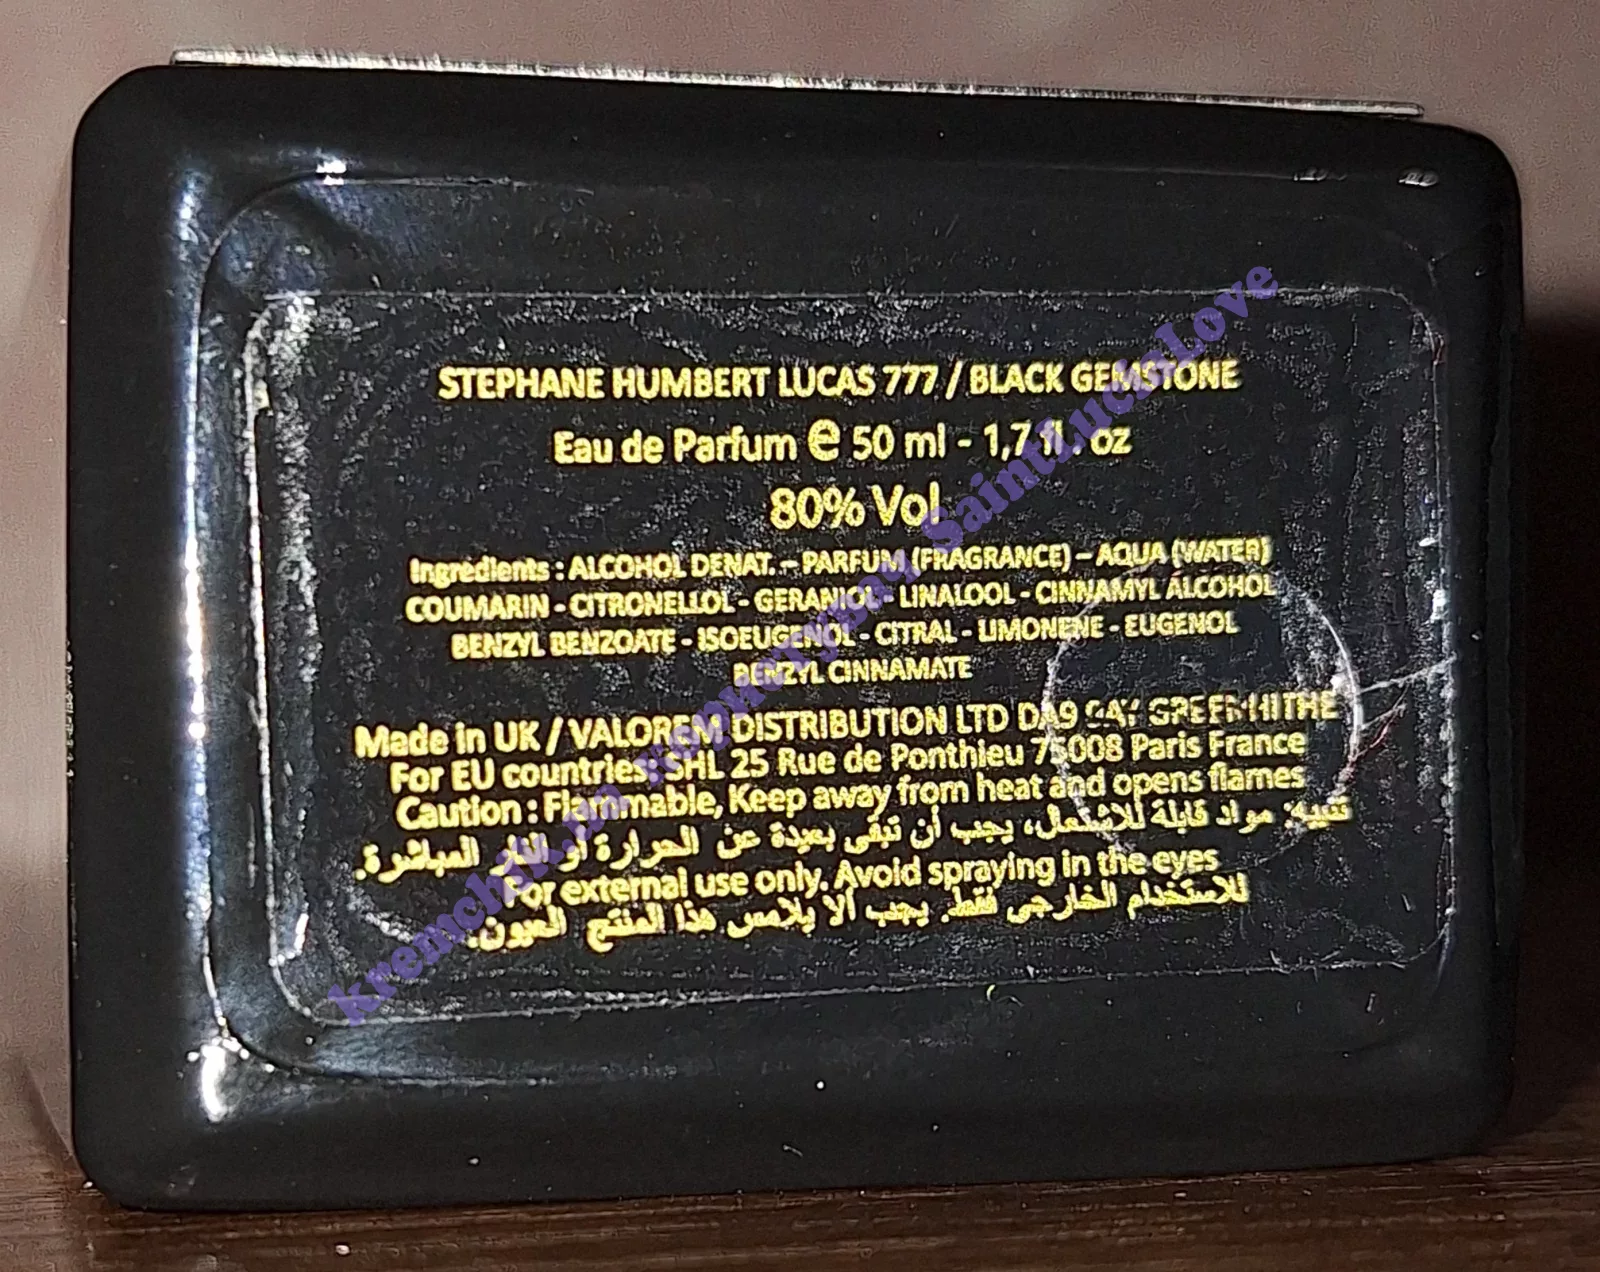 STEPHANE HUMBERT LUCAS 777 / BLACK GEMSTONE
Eau de Parfum e 50 ml - 1,7 fl . oz
80% Vol
Ingredients : ALCOHOL DENAT. – PARFUM (FRAGRANCE) – AQUA (WATER)
COUMARIN - CITRONELLOL - GERANIOL - LINALOOL - CINNAMYL ALCOHOL
BENZYL BENZOATE - ISOEUGENOL - CITRAL - LIMONENE - EUGENOL
BENZYL CINNAMATE
Made in UK / VALOREM DISTRIBUTION LTD DA9 GREENHITHE
For EU countries: SHL 25 Rue de Ponthieu 75008 Paris France
Caution : Flammable, Keep away from heat and opens flames
تنبيه: مواد قابلة للاشتعال، يجب أن تبقى بعيدة عن الحرارة أو النار المباشرة.
For external use only. Avoid spraying in the eyes
للاستخدام الخارجي فقط. يجب ألا يلامس هذا المنتج العيون.
SaintLuciaLove